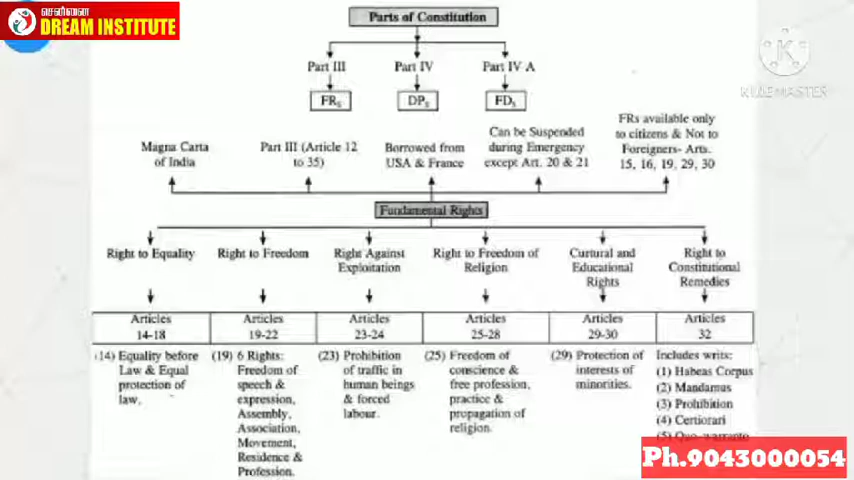 சென்னை
DREAM INSTITUTE
KINEMASTER
Parts of Constitution
Part III
Part IV
Part IV A
FRs
DPs
FDs
Magna Carta
of India
Part III (Article 12
to 35)
Borrowed from
USA & France
Can be Suspended
during Emergency
except Art. 20 & 21
FRs available only
to citizens & Not to
Foreigners- Arts.
15, 16, 19, 29, 30
Fundamental Rights
Right to Equality
Right to Freedom
Right Against
Exploitation
Right to Freedom of
Religion
Curtural and
Educational
Rights
Right to
Constitutional
Remedies
Articles
14-18
Articles
19-22
Articles
23-24
Articles
25-28
Articles
29-30
Articles
32
(14) Equality before
Law & Equal
protection of
law.
(19) 6 Rights:
Freedom of
speech &
expression,
Assembly,
Association,
Movement,
Residence &
Profession.
(23) Prohibition
of traffic in
human beings
& forced
labour.
(25) Freedom of
conscience &
free profession,
practice &
propagation of
religion.
(29) Protection of
interests of
minorities.
Includes writs:
(1) Habeas Corpus
(2) Mandamus
(3) Prohibition
(4) Certiorari
(5) Quo-warranto
Ph.9043000054